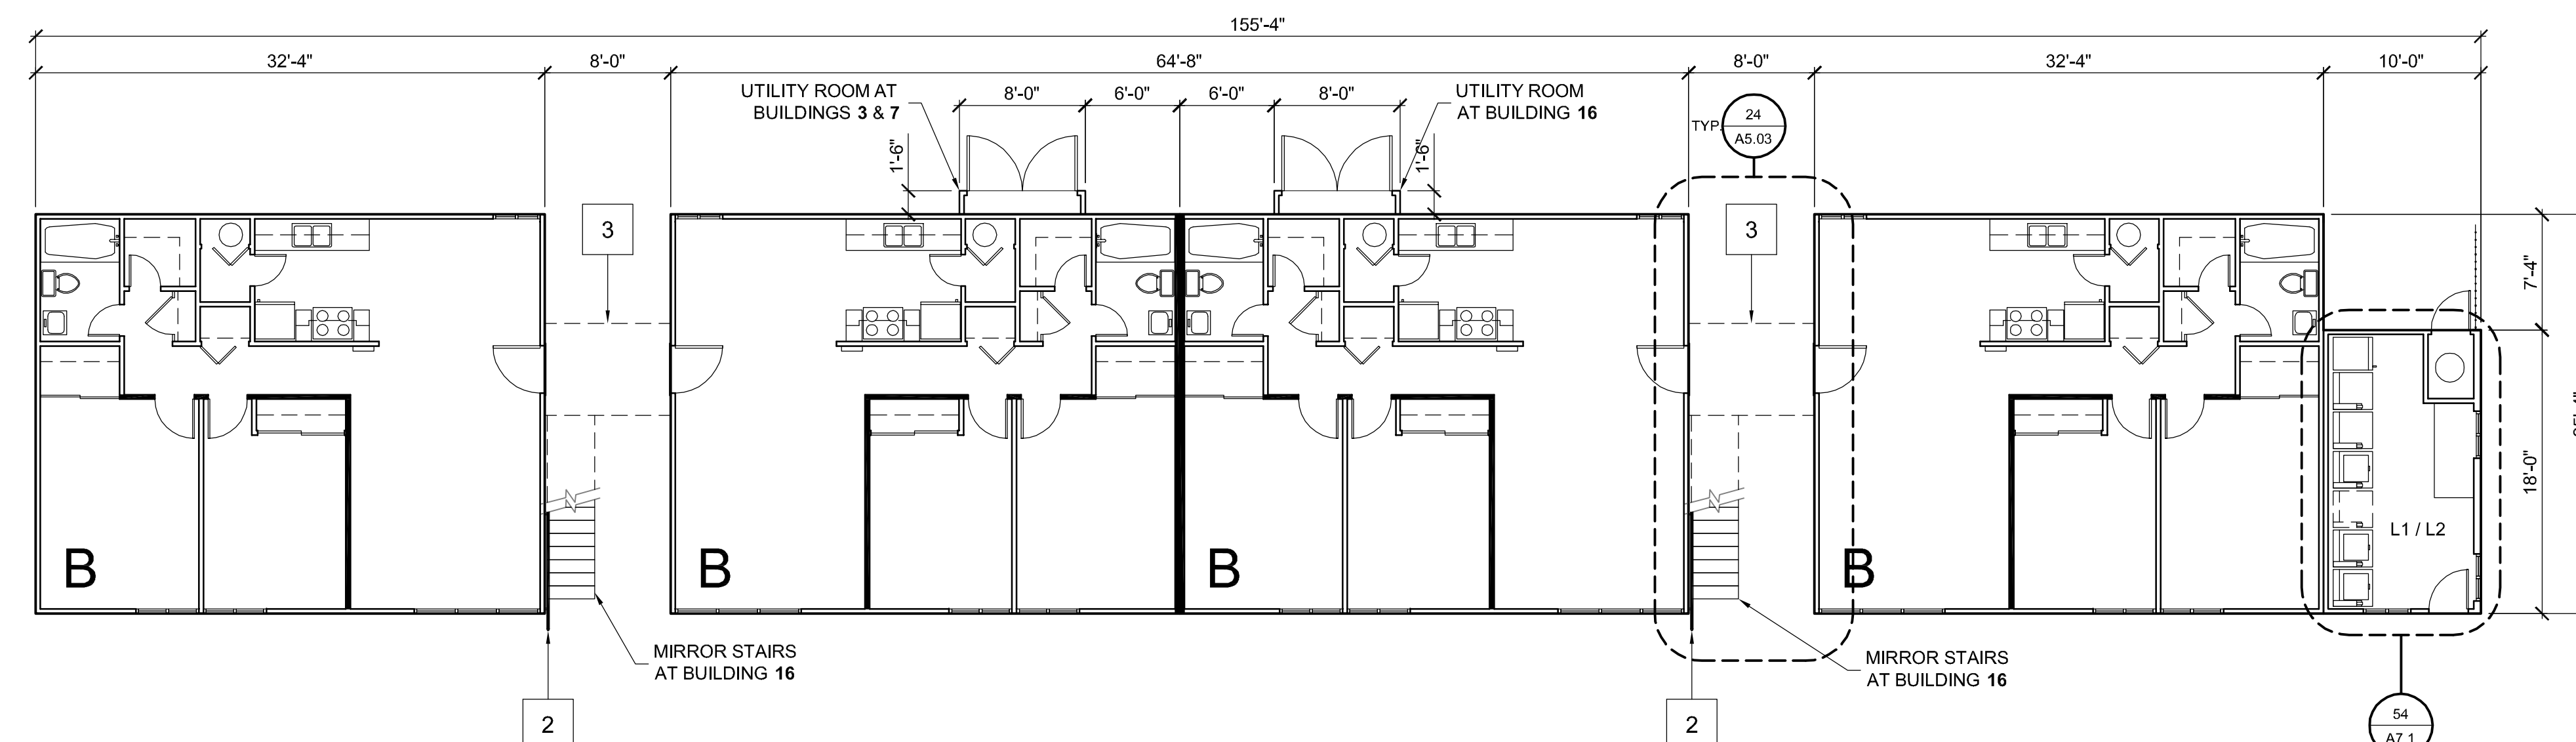 155'-4"
32'-4"
8'-0"
64'-8"
8'-0"
32'-4"
10'-0"
UTILITY ROOM AT
BUILDINGS 3 & 7
8'-0"
6'-0"
6'-0"
8'-0"
UTILITY ROOM
AT BUILDING 16
TYP.
24
A5.03
1'-6"
1'-6"
3
3
7'-4"
18'-0"
B
B
B
B
L1 / L2
MIRROR STAIRS
AT BUILDING 16
MIRROR STAIRS
AT BUILDING 16
2
2
54
A7.1